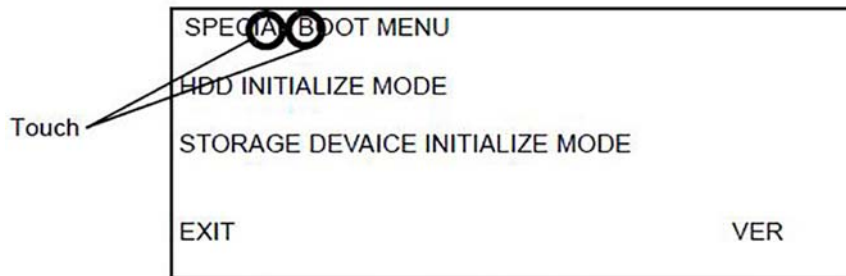 SPECIAL BOOT MENU
HDD INITIALIZE MODE
Touch
STORAGE DEVAICE INITIALIZE MODE
EXIT VER